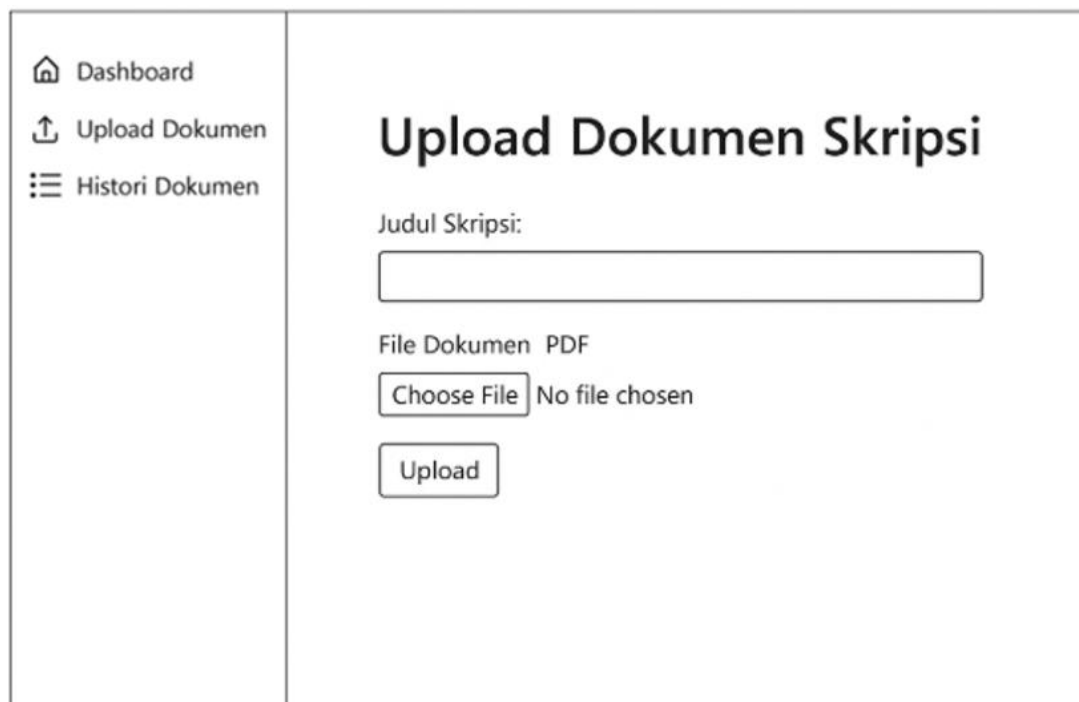 Dashboard
Upload Dokumen
Histori Dokumen
Upload Dokumen Skripsi
Judul Skripsi:
File Dokumen PDF
Choose File No file chosen
Upload